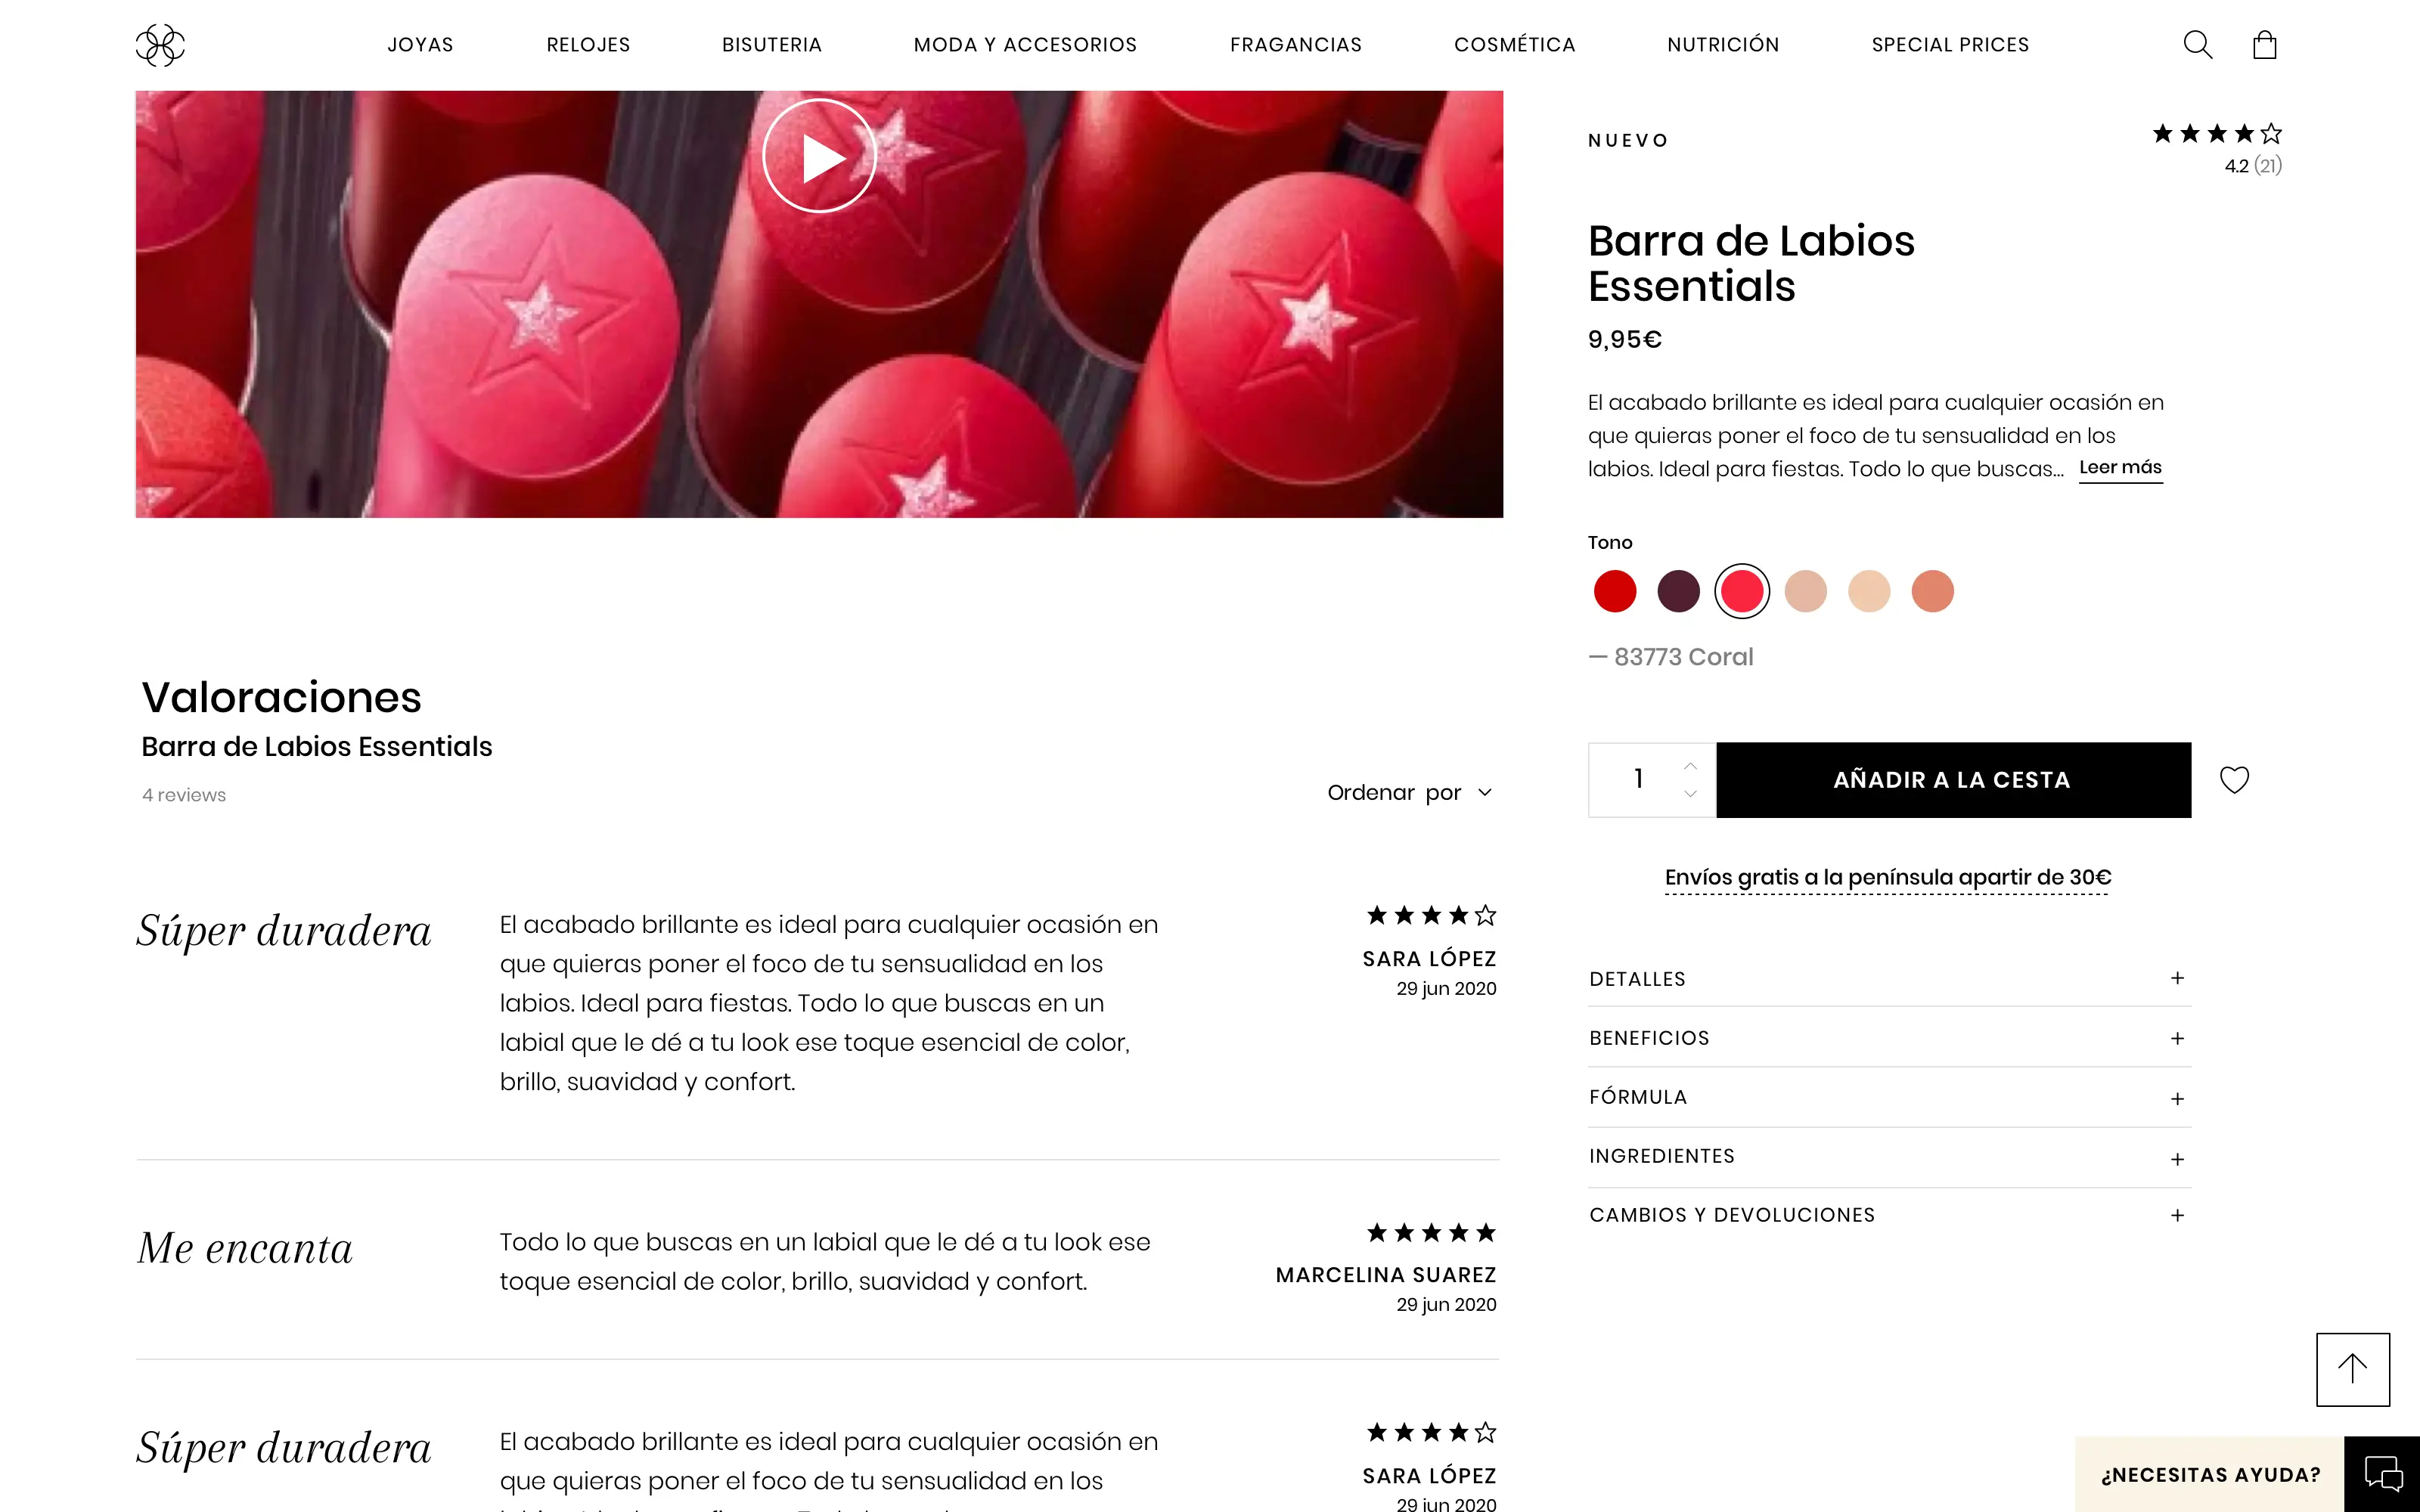 JOYAS RELOJES BISUTERIA MODA Y ACCESORIOS FRAGANCIAS COSMÉTICA NUTRICIÓN SPECIAL PRICES
NUEVO
4.2 (21)
Barra de Labios
Essentials
9,95€
El acabado brillante es ideal para cualquier ocasión en
que quieras poner el foco de tu sensualidad en los
labios. Ideal para fiestas. Todo lo que buscas... Leer más
Tono
— 83773 Coral
1
AÑADIR A LA CESTA
Envíos gratis a la península apartir de 30€
DETALLES +
BENEFICIOS +
FÓRMULA +
INGREDIENTES +
CAMBIOS Y DEVOLUCIONES +
Valoraciones
Barra de Labios Essentials
4 reviews
Ordenar por
Súper duradera
El acabado brillante es ideal para cualquier ocasión en
que quieras poner el foco de tu sensualidad en los
labios. Ideal para fiestas. Todo lo que buscas en un
labial que le dé a tu look ese toque esencial de color,
brillo, suavidad y confort.
SARA LÓPEZ
29 jun 2020
Me encanta
Todo lo que buscas en un labial que le dé a tu look ese
toque esencial de color, brillo, suavidad y confort.
MARCELINA SUAREZ
29 jun 2020
Súper duradera
El acabado brillante es ideal para cualquier ocasión en
que quieras poner el foco de tu sensualidad en los
SARA LÓPEZ
29 jun 2020
¿NECESITAS AYUDA?